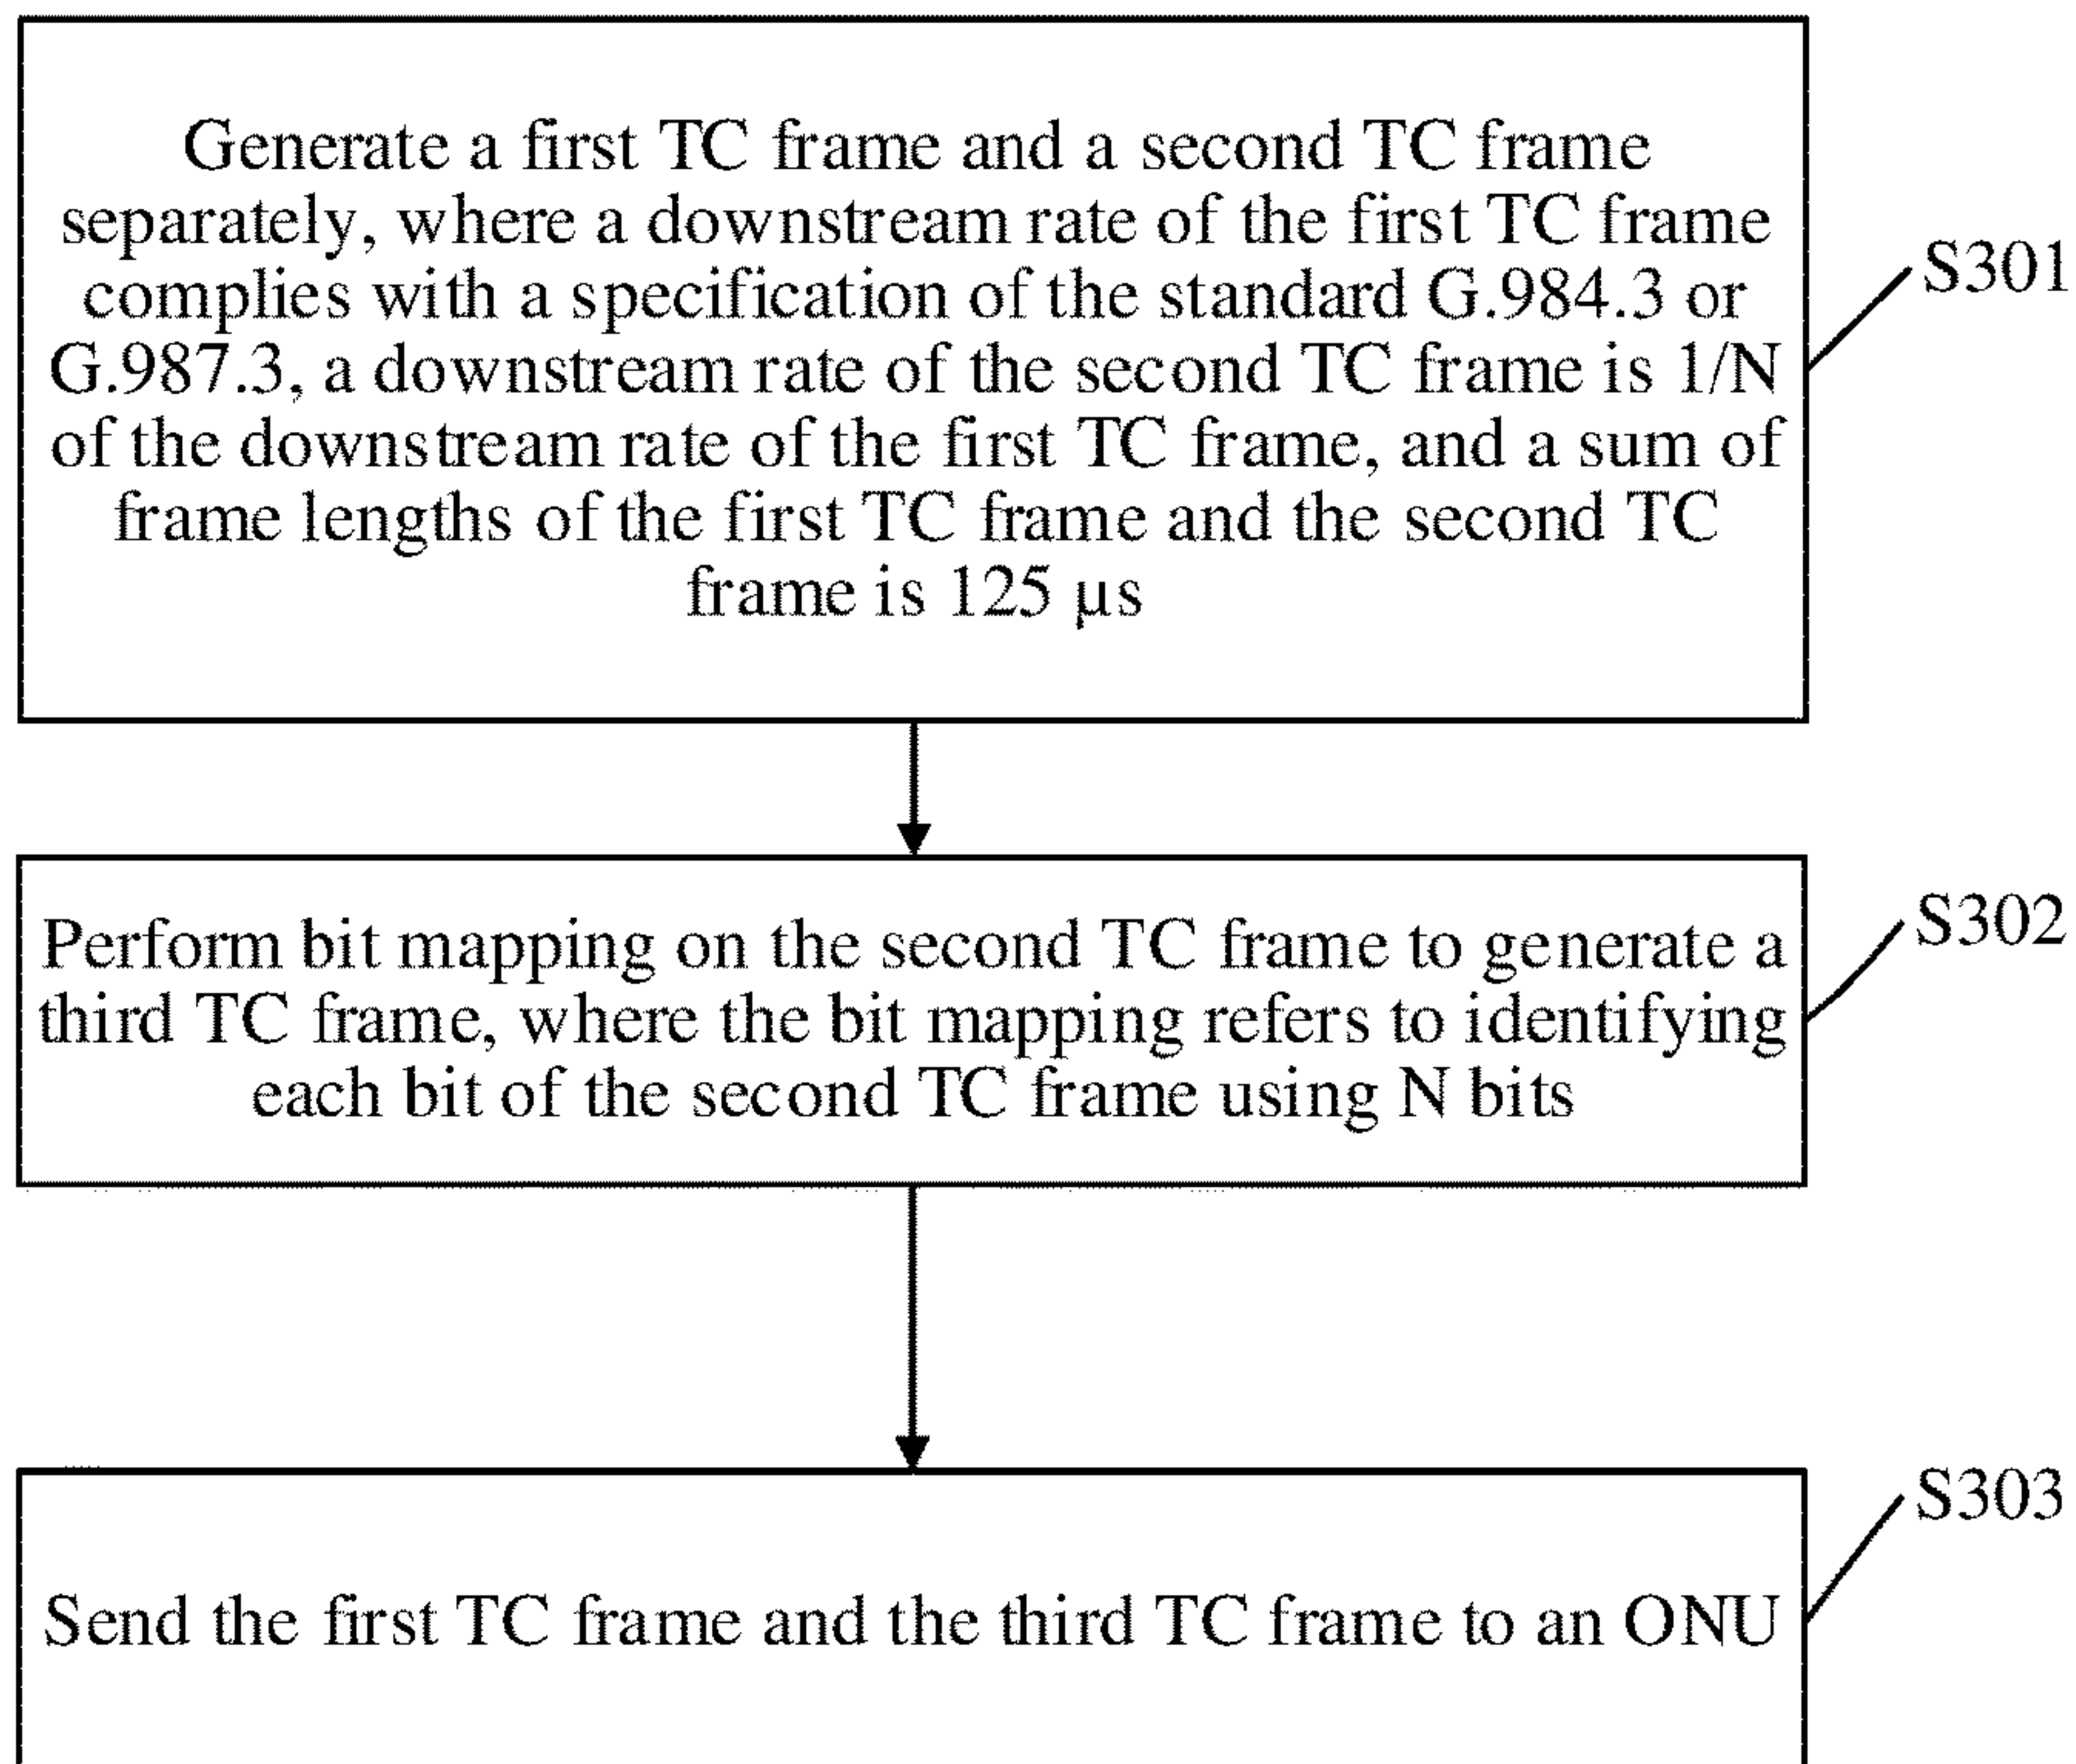 Generate a first TC frame and a second TC frame
separately, where a downstream rate of the first TC frame
complies with a specification of the standard G.984.3 or
G.987.3, a downstream rate of the second TC frame is 1/N
of the downstream rate of the first TC frame, and a sum of
frame lengths of the first TC frame and the second TC
frame is 125 μs
S301
Perform bit mapping on the second TC frame to generate a
third TC frame, where the bit mapping refers to identifying
each bit of the second TC frame using N bits
S302
Send the first TC frame and the third TC frame to an ONU
S303